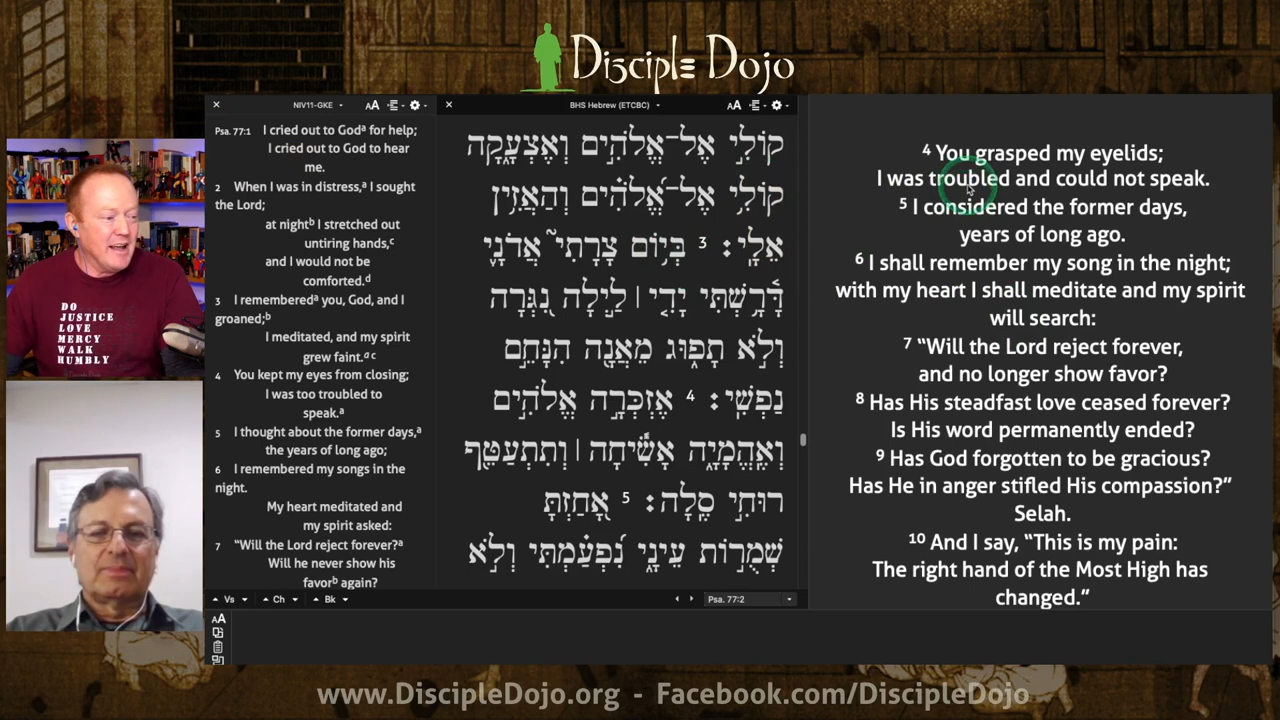 Disciple Dojo
DO
JUSTICE
LOVE
MERCY
WALK
HUMBLY
NIV11-GKE
AA
Psa. 77:1 I cried out to Godᵃ for help;
I cried out to God to hear
me.
2 When I was in distress,ᵃ I sought
the Lord;
at nightᵇ I stretched out
untiring hands,ᶜ
and I would not be
comforted.ᵈ
3 I rememberedᵃ you, God, and I
groaned;ᵇ
I meditated, and my spirit
grew faint.ᵃ ᶜ
4 You kept my eyes from closing;
I was too troubled to
speak.ᵃ
5 I thought about the former days,ᵃ
the years of long ago;
6 I remembered my songs in the
night.
My heart meditated and
my spirit asked:
7 “Will the Lord reject forever?ᵃ
Will he never show his
favorᵇ again?
Vs Ch Bk
BHS Hebrew (ETCBC)
AA
קוֹלִ֣י אֶל־אֱלֹהִ֣ים וְאֶצְעָ֑קָה
קוֹלִ֥י אֶל־אֱ֝לֹהִ֗ים וְהַאֲזִ֥ין
אֵלָֽי׃ 3 בְּי֥וֹם צָרָתִי֮ אֲדֹנָ֪י
דָּ֫רָ֥שְׁתִּי יָדִ֤י ׀ לַ֣יְלָה נִ֭גְּרָה
וְלֹ֣א תָפ֑וּג מֵאֲנָ֖ה הִנָּחֵ֣ם
נַפְשִֽׁי׃ 4 אֶזְכְּרָ֣ה אֱלֹהִ֣ים
וְאֶֽהֱמָיָ֑ה אָשִׂ֓יחָה ׀ וְתִתְעַטֵּ֖ף
רוּחִ֣י סֶֽלָה׃ 5 אָ֭חַזְתָּ
שְׁמֻר֣וֹת עֵינָ֑י נִ֝פְעַ֗מְתִּי וְלֹ֣א
Psa. 77:2
⁴ You grasped my eyelids;
I was troubled and could not speak.
⁵ I considered the former days,
years of long ago.
⁶ I shall remember my song in the night;
with my heart I shall meditate and my spirit
will search:
⁷ “Will the Lord reject forever,
and no longer show favor?
⁸ Has His steadfast love ceased forever?
Is His word permanently ended?
⁹ Has God forgotten to be gracious?
Has He in anger stifled His compassion?”
Selah.
¹⁰ And I say, “This is my pain:
The right hand of the Most High has
changed.”
AA
www.DiscipleDojo.org - Facebook.com/DiscipleDojo